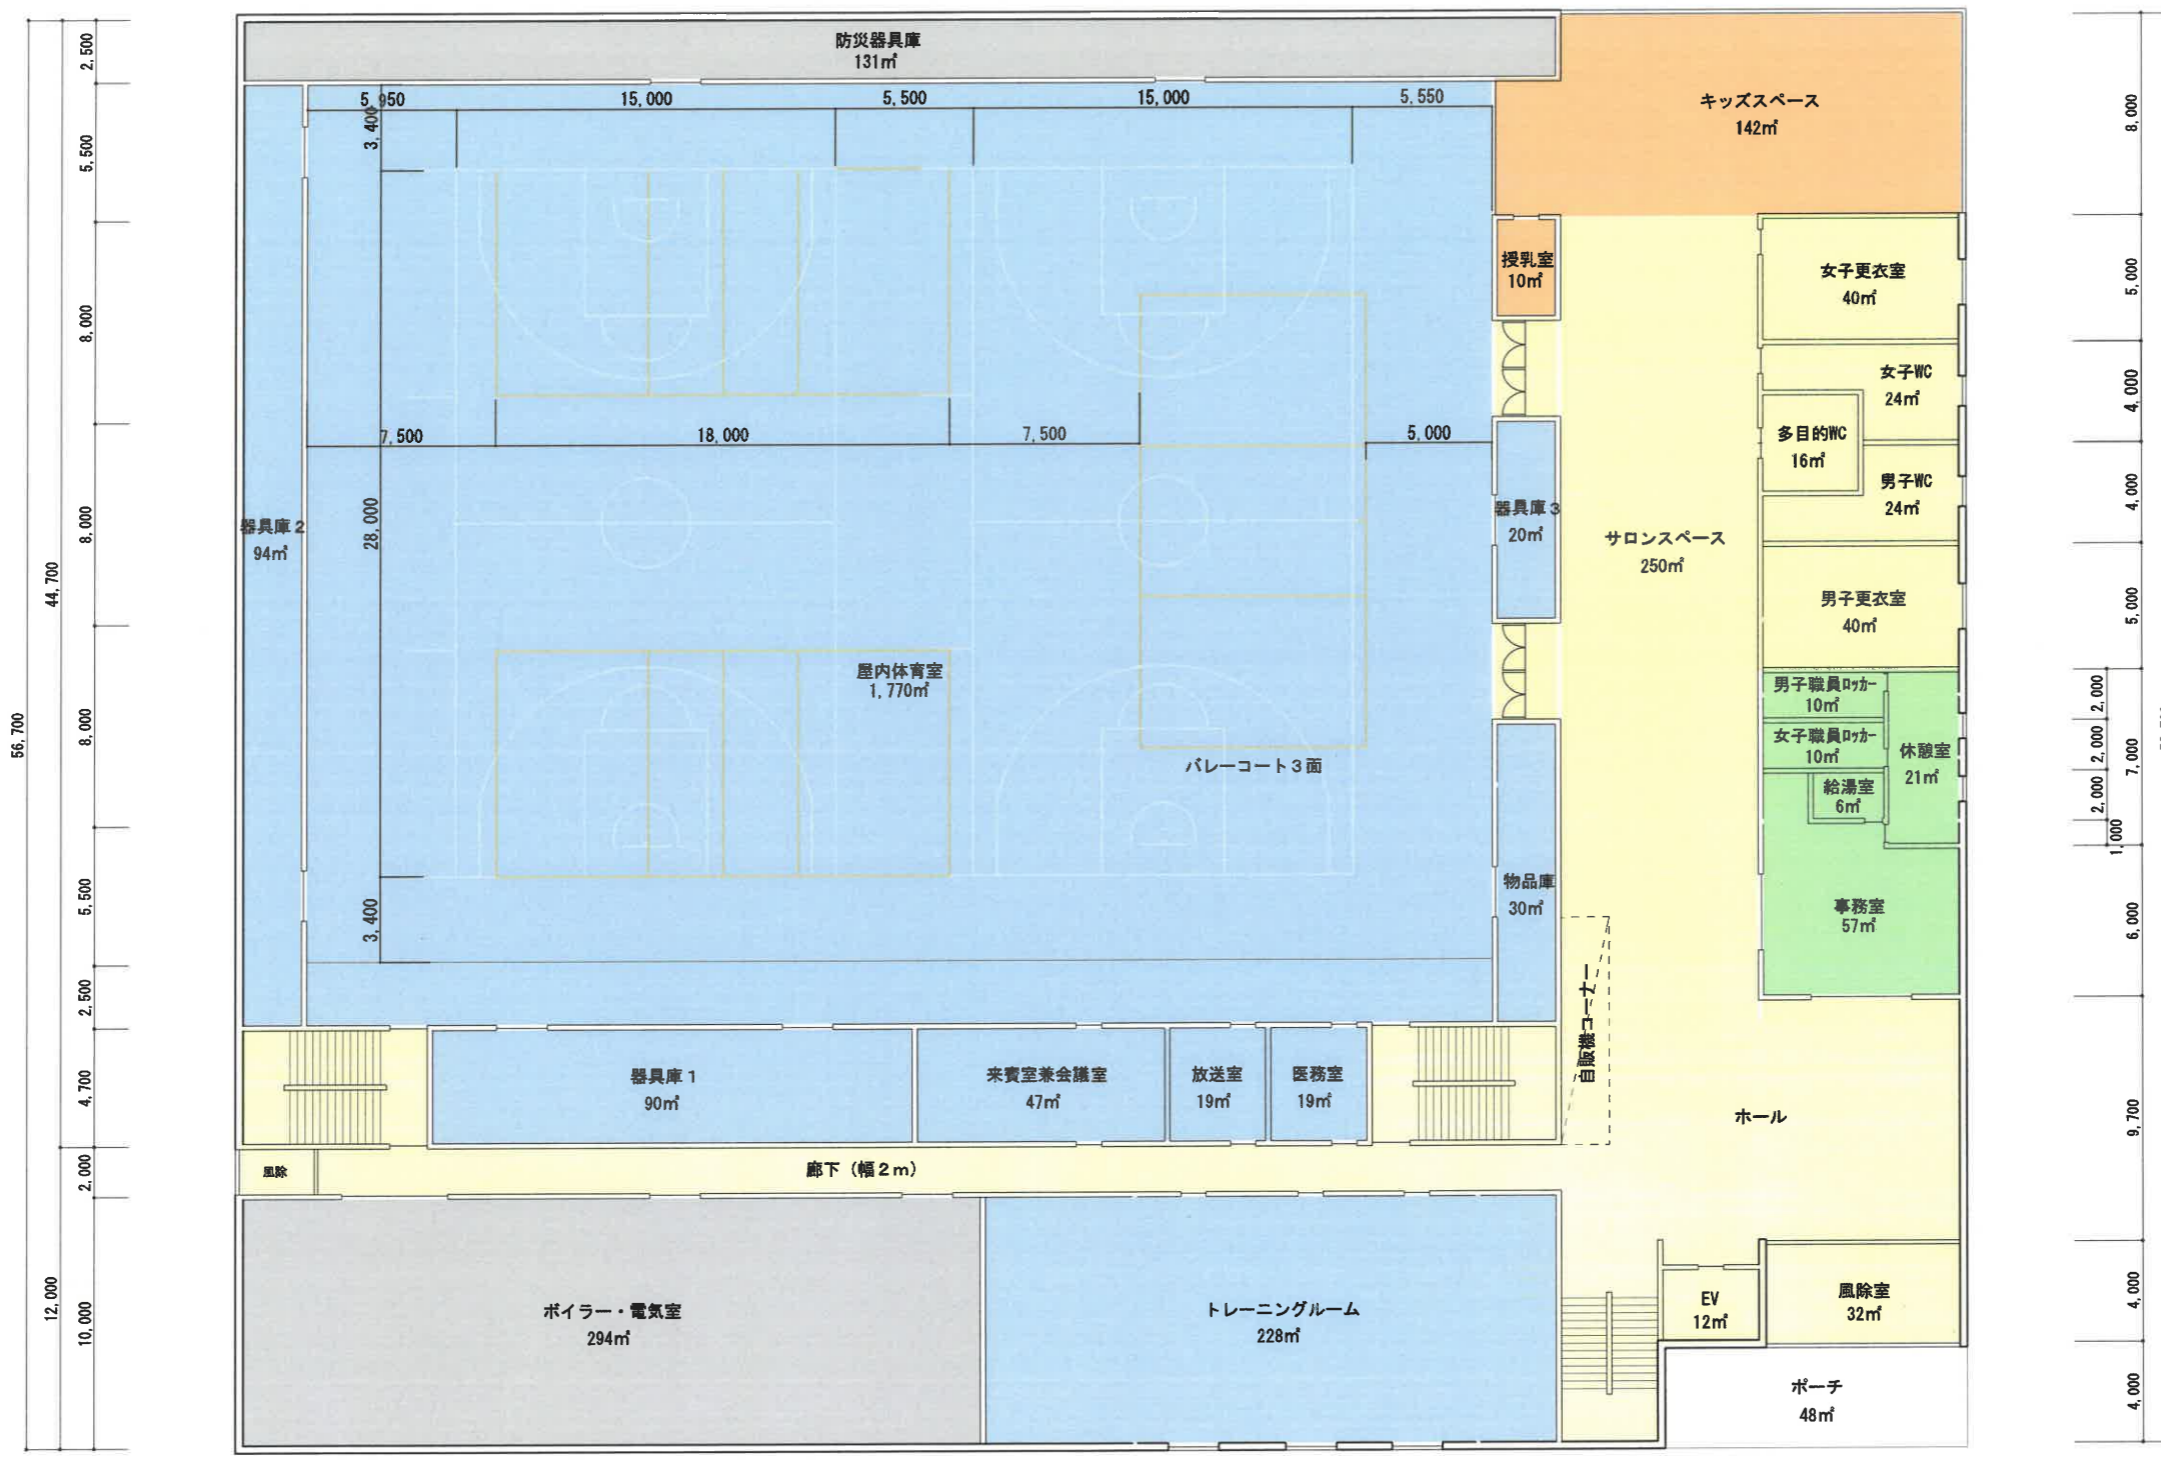 防災器具庫
131㎡
キッズスペース
142㎡
5,950
15,000
5,500
15,000
5,550
3,400
授乳室
10㎡
女子更衣室
40㎡
女子WC
24㎡
多目的WC
16㎡
男子WC
24㎡
7,500
18,000
7,500
5,000
28,000
器具庫２
94㎡
器具庫３
20㎡
サロンスペース
250㎡
男子更衣室
40㎡
屋内体育室
1,770㎡
バレーコート３面
男子職員ﾛｯｶｰ
10㎡
女子職員ﾛｯｶｰ
10㎡
休憩室
21㎡
給湯室
6㎡
物品庫
30㎡
事務室
57㎡
3,400
自販機コーナー
器具庫１
90㎡
来賓室兼会議室
47㎡
放送室
19㎡
医務室
19㎡
ホール
風除
廊下（幅２ｍ）
ボイラー・電気室
294㎡
トレーニングルーム
228㎡
EV
12㎡
風除室
32㎡
ポーチ
48㎡
56,700
44,700
12,000
2,500
5,500
8,000
8,000
8,000
5,500
2,500
4,700
2,000
10,000
8,000
5,000
4,000
4,000
5,000
2,000
2,000
2,000
1,000
7,000
6,000
9,700
4,000
4,000